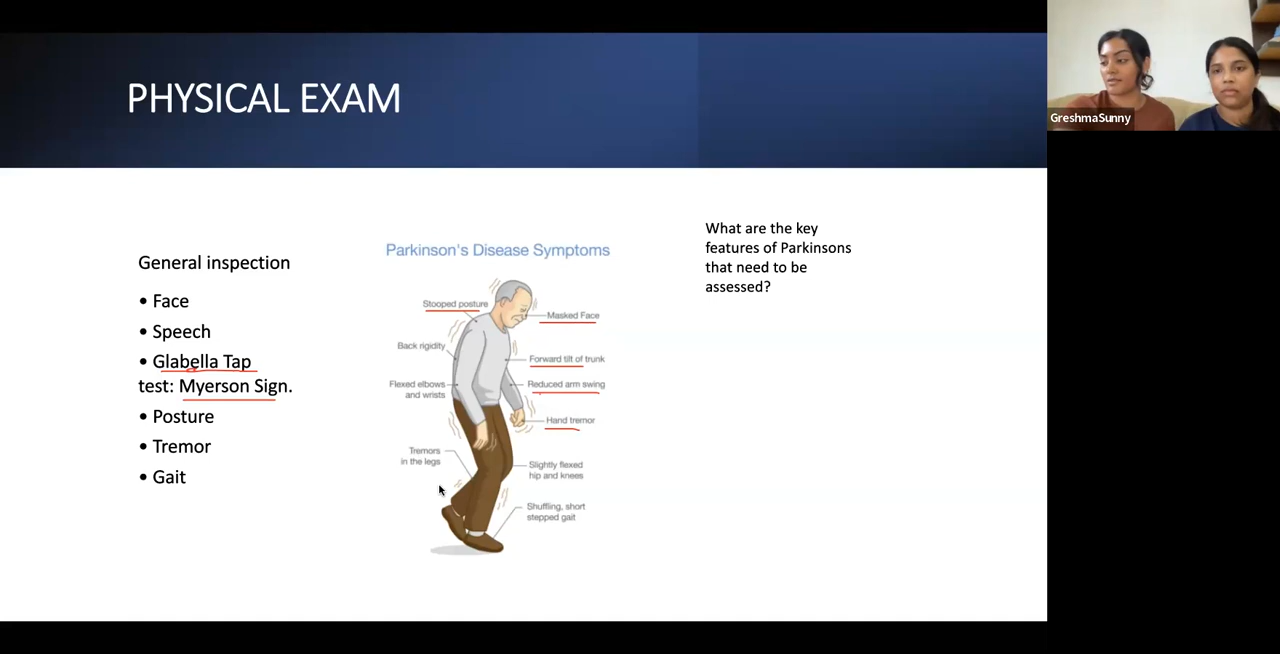 PHYSICAL EXAM
GreshmaSunny
General inspection
• Face
• Speech
• Glabella Tap
test: Myerson Sign.
• Posture
• Tremor
• Gait
Parkinson's Disease Symptoms
Stooped posture
Masked Face
Back rigidity
Forward tilt of trunk
Flexed elbows
and wrists
Reduced arm swing
Hand tremor
Tremors
in the legs
Slightly flexed
hip and knees
Shuffling, short
stepped gait
What are the key
features of Parkinsons
that need to be
assessed?